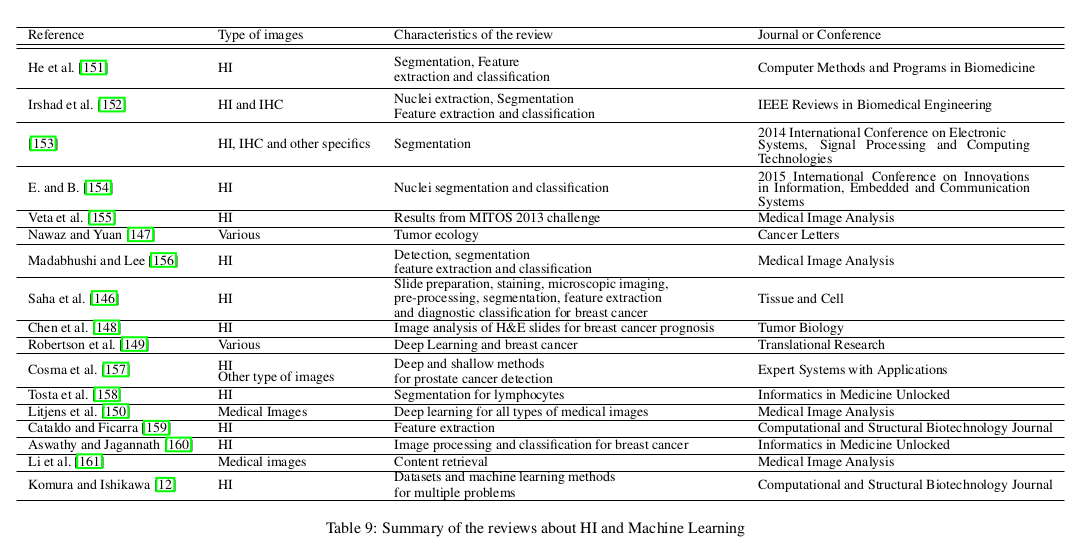 Reference Type of images Characteristics of the review Journal or Conference
He et al. [151] HI Segmentation, Feature
extraction and classification Computer Methods and Programs in Biomedicine
Irshad et al. [152] HI and IHC Nuclei extraction, Segmentation
Feature extraction and classification IEEE Reviews in Biomedical Engineering
[153] HI, IHC and other specifics Segmentation 2014 International Conference on Electronic
Systems, Signal Processing and Computing
Technologies
E. and B. [154] HI Nuclei segmentation and classification 2015 International Conference on Innovations
in Information, Embedded and Communication
Systems
Veta et al. [155] HI Results from MITOS 2013 challenge Medical Image Analysis
Nawaz and Yuan [147] Various Tumor ecology Cancer Letters
Madabhushi and Lee [156] HI Detection, segmentation
feature extraction and classification Medical Image Analysis
Saha et al. [146] HI Slide preparation, staining, microscopic imaging,
pre-processing, segmentation, feature extraction
and diagnostic classification for breast cancer Tissue and Cell
Chen et al. [148] HI Image analysis of H&E slides for breast cancer prognosis Tumor Biology
Robertson et al. [149] Various Deep Learning and breast cancer Translational Research
Cosma et al. [157] HI
Other type of images Deep and shallow methods
for prostate cancer detection Expert Systems with Applications
Tosta et al. [158] HI Segmentation for lymphocytes Informatics in Medicine Unlocked
Litjens et al. [150] Medical Images Deep learning for all types of medical images Medical Image Analysis
Cataldo and Ficarra [159] HI Feature extraction Computational and Structural Biotechnology Journal
Aswathy and Jagannath [160] HI Image processing and classification for breast cancer Informatics in Medicine Unlocked
Li et al. [161] Medical images Content retrieval Medical Image Analysis
Komura and Ishikawa [12] HI Datasets and machine learning methods
for multiple problems Computational and Structural Biotechnology Journal
Table 9: Summary of the reviews about HI and Machine Learning